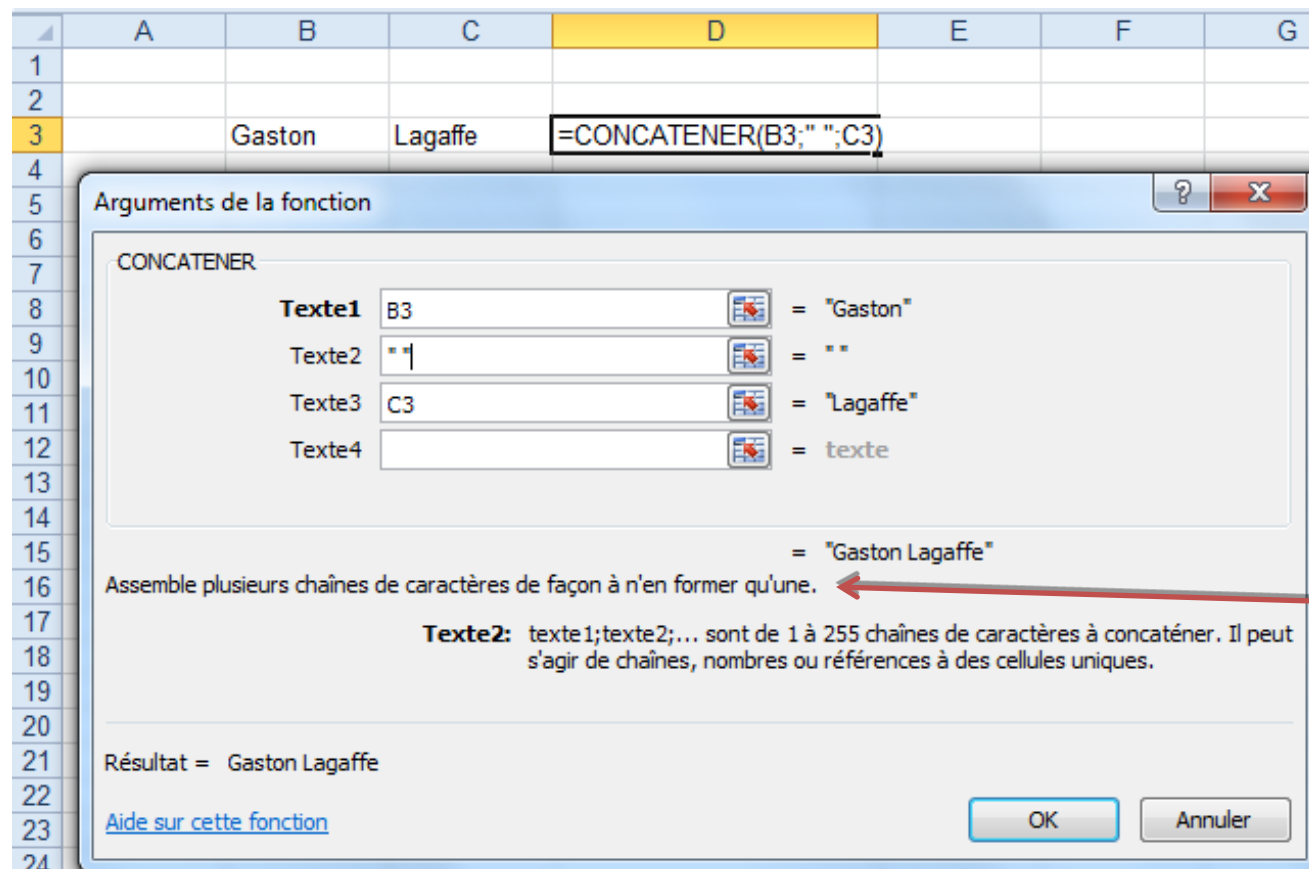 A B C D E F G
1
2
3 Gaston Lagaffe =CONCATENER(B3;" ";C3)
4
5 Arguments de la fonction
6
7 CONCATENER
8 Texte1 B3 = "Gaston"
9 Texte2 " " = " "
10
11 Texte3 C3 = "Lagaffe"
12 Texte4 = texte
13
14
15 = "Gaston Lagaffe"
16 Assemble plusieurs chaînes de caractères de façon à n'en former qu'une.
17 Texte2: texte1;texte2;... sont de 1 à 255 chaînes de caractères à concaténer. Il peut
18 s'agir de chaînes, nombres ou références à des cellules uniques.
19
20
21 Résultat = Gaston Lagaffe
22
23 Aide sur cette fonction OK Annuler
24